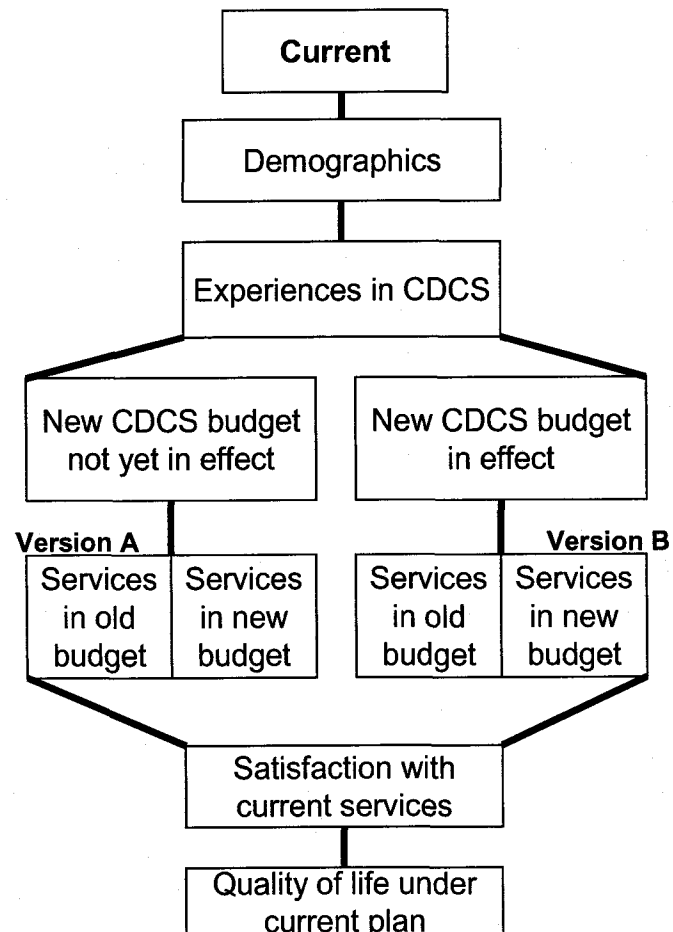 Current
Demographics
Experiences in CDCS
New CDCS budget
not yet in effect
New CDCS budget
in effect
Version A
Services
in old
budget
Services
in new
budget
Version B
Services
in old
budget
Services
in new
budget
Satisfaction with
current services
Quality of life under
current plan